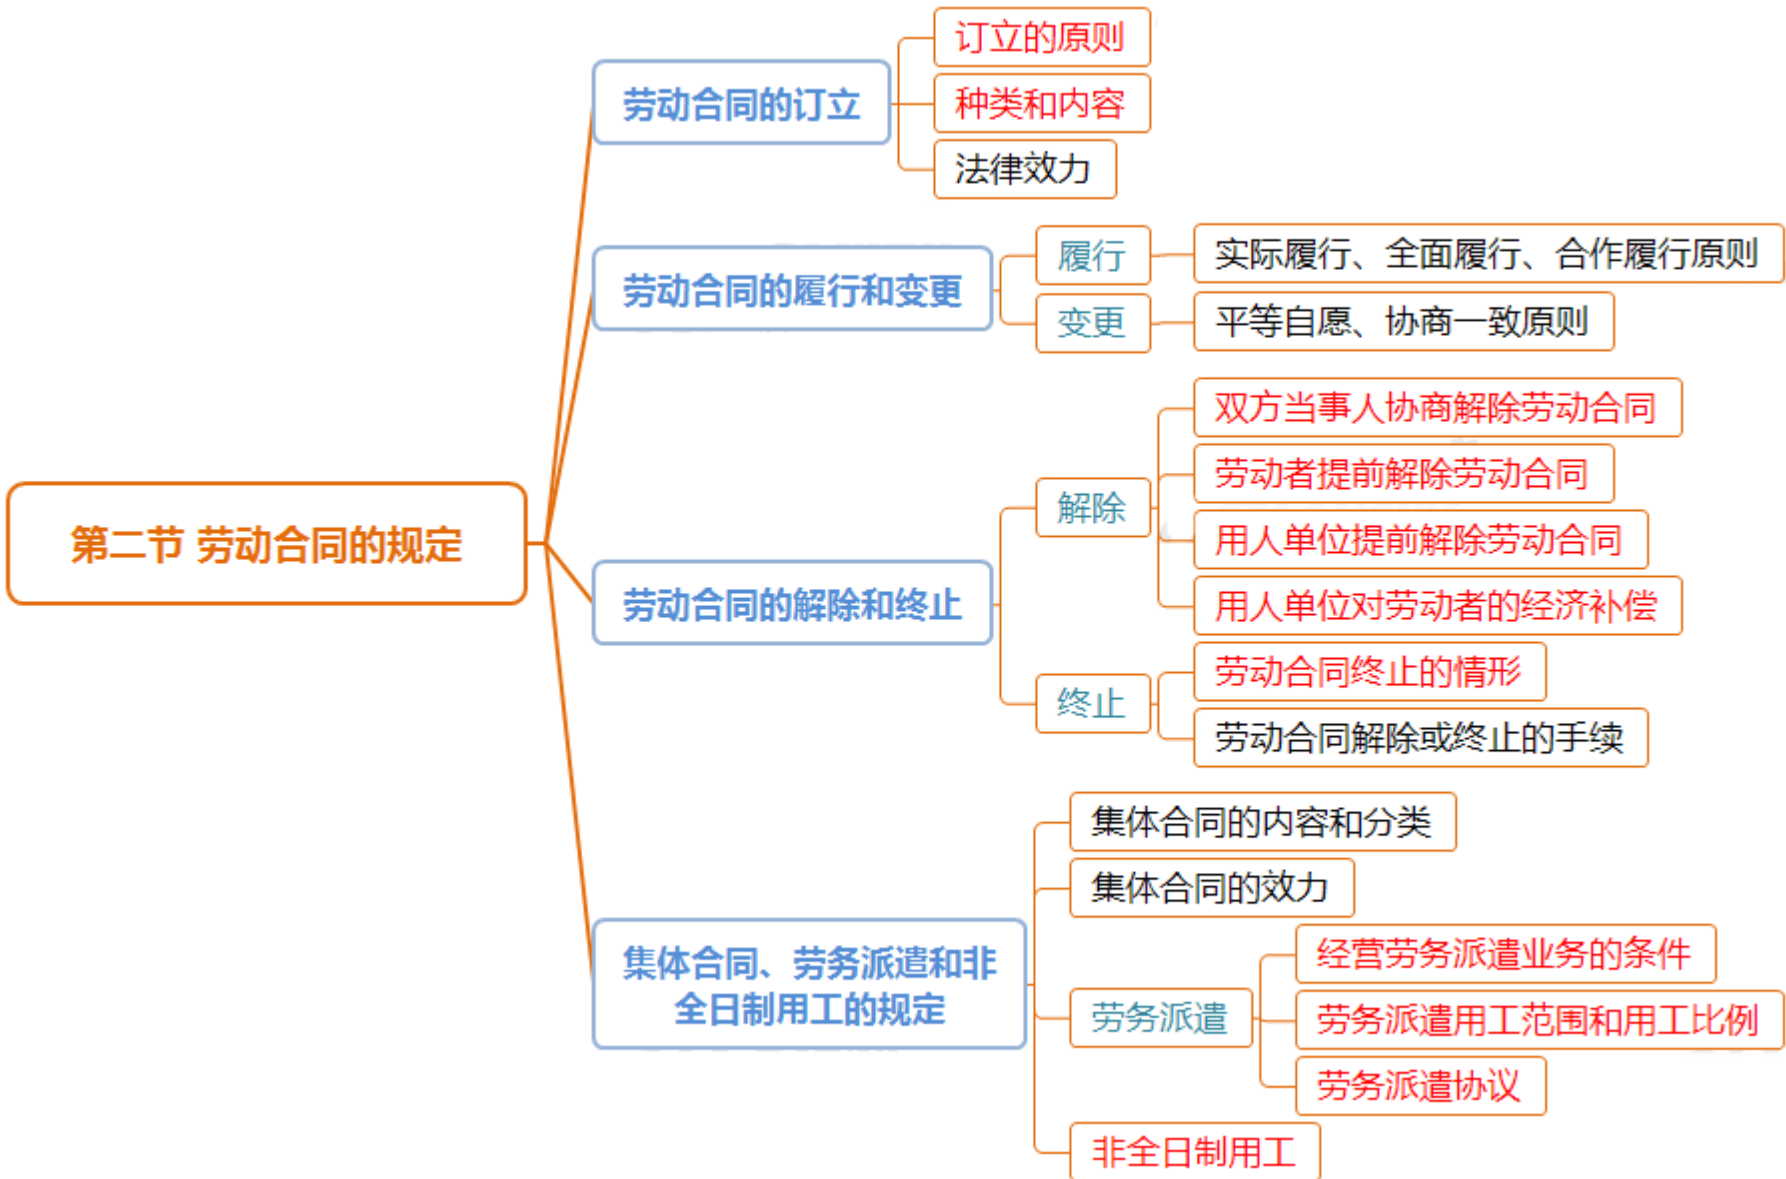 第二节 劳动合同的规定
劳动合同的订立
订立的原则
种类和内容
法律效力
劳动合同的履行和变更
履行
实际履行、全面履行、合作履行原则
变更
平等自愿、协商一致原则
劳动合同的解除和终止
解除
双方当事人协商解除劳动合同
劳动者提前解除劳动合同
用人单位提前解除劳动合同
用人单位对劳动者的经济补偿
终止
劳动合同终止的情形
劳动合同解除或终止的手续
集体合同、劳务派遣和非
全日制用工的规定
集体合同的内容和分类
集体合同的效力
劳务派遣
经营劳务派遣业务的条件
劳务派遣用工范围和用工比例
劳务派遣协议
非全日制用工